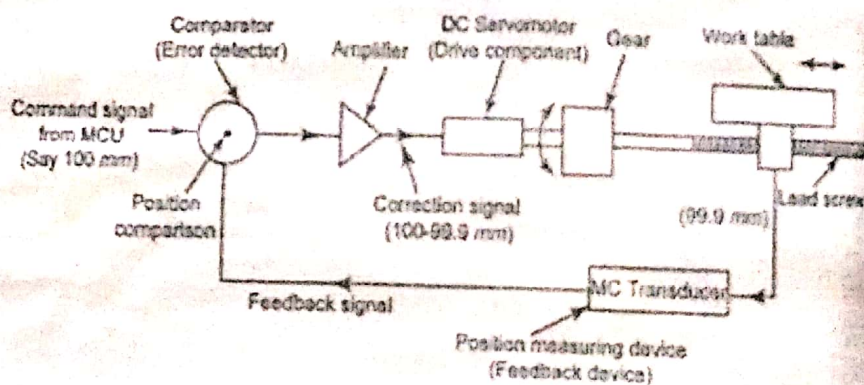 Comparator
(Error detector)
Amplifier
DC Servomotor
(Drive component)
Gear
Work table
Command signal
from MCU
(Say 100 mm)
Position
comparison
Correction signal
(100-99.9 mm)
(99.9 mm)
Lead screw
Feedback signal
MC Transducer
Position measuring device
(Feedback device)